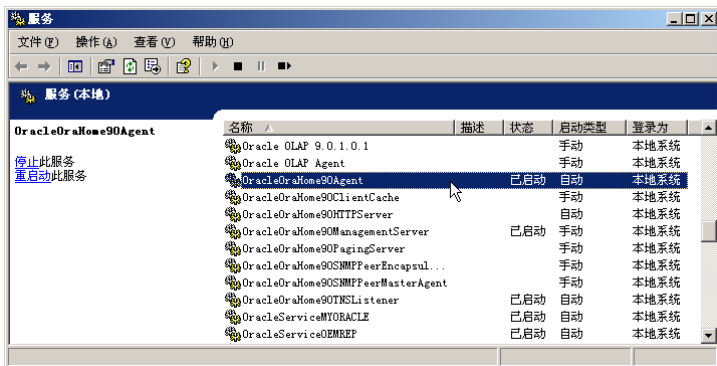 服务
文件(F) 操作(A) 查看(V) 帮助(H)
服务(本地)
OracleOraHome90Agent
停止此服务
重启动此服务
名称 描述 状态 启动类型 登录为
Oracle OLAP 9.0.1.0.1 手动 本地系统
Oracle OLAP Agent 手动 本地系统
OracleOraHome90Agent 已启动 自动 本地系统
OracleOraHome90ClientCache 手动 本地系统
OracleOraHome90HTTPServer 自动 本地系统
OracleOraHome90ManagementServer 已启动 手动 本地系统
OracleOraHome90PagingServer 手动 本地系统
OracleOraHome90SNMPPeerEncapsul... 手动 本地系统
OracleOraHome90SNMPPeerMasterAgent 手动 本地系统
OracleOraHome90TNSListener 已启动 自动 本地系统
OracleServiceMYORACLE 已启动 自动 本地系统
OracleServiceOEMREP 已启动 自动 本地系统